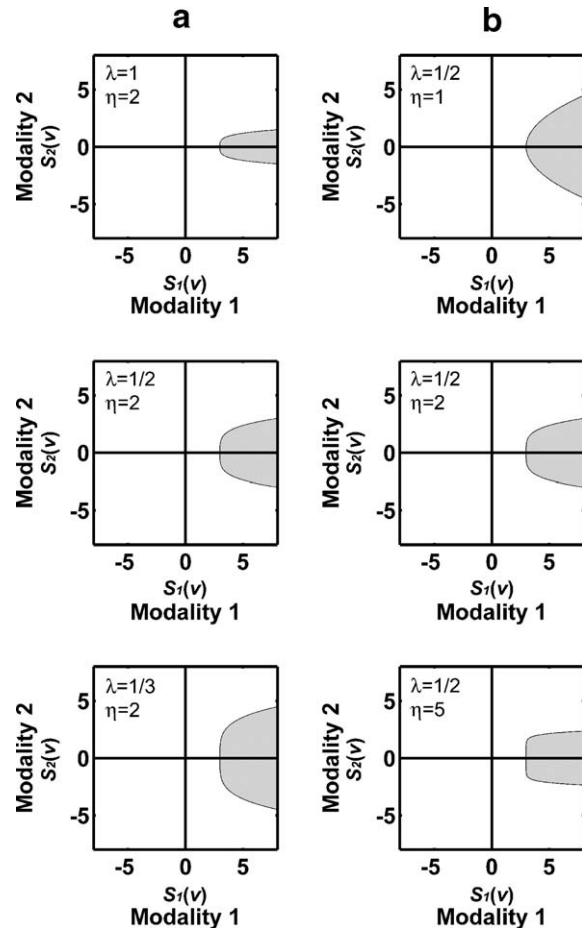 a
b
λ=1
η=2
5
0
-5
Modality 2
S2(v)
-5 0 5
S1(v)
Modality 1
λ=1/2
η=1
5
0
-5
Modality 2
S2(v)
-5 0 5
S1(v)
Modality 1
λ=1/2
η=2
5
0
-5
Modality 2
S2(v)
-5 0 5
S1(v)
Modality 1
λ=1/2
η=2
5
0
-5
Modality 2
S2(v)
-5 0 5
S1(v)
Modality 1
λ=1/3
η=2
5
0
-5
Modality 2
S2(v)
-5 0 5
S1(v)
Modality 1
λ=1/2
η=5
5
0
-5
Modality 2
S2(v)
-5 0 5
S1(v)
Modality 1